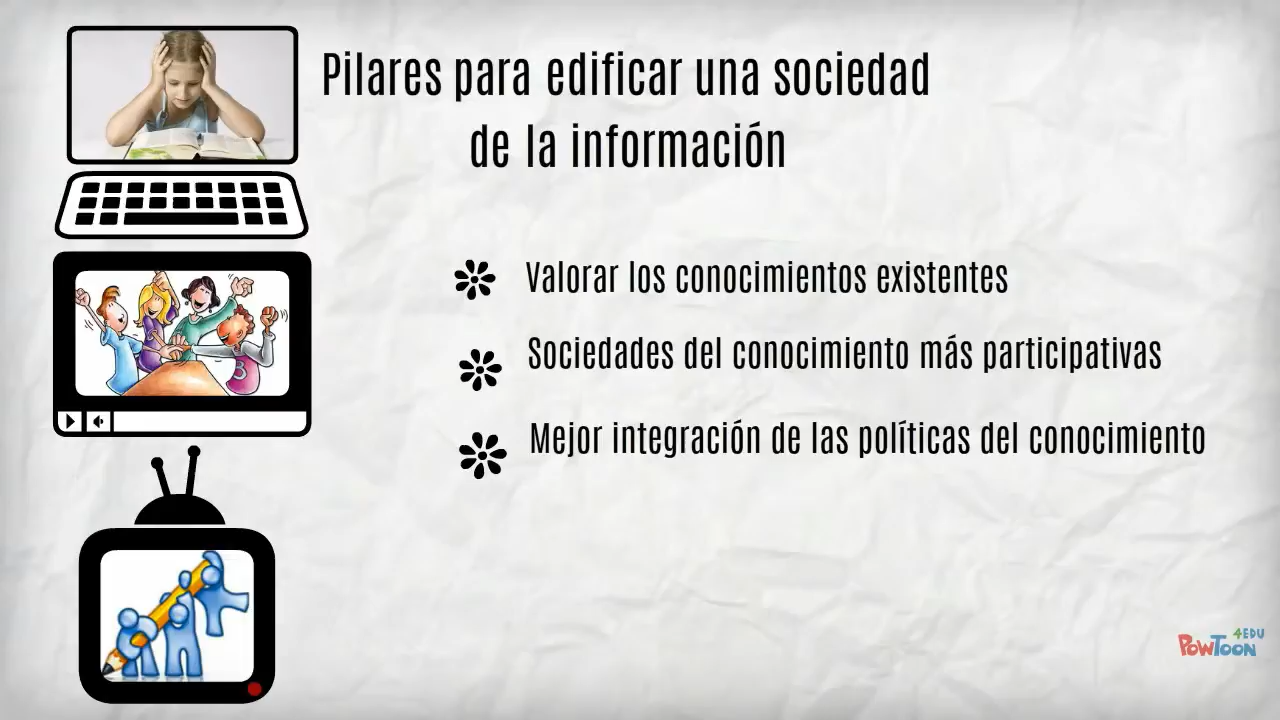 Pilares para edificar una sociedad
de la información
Valorar los conocimientos existentes
Sociedades del conocimiento más participativas
Mejor integración de las políticas del conocimiento
4EDU
POWTOON